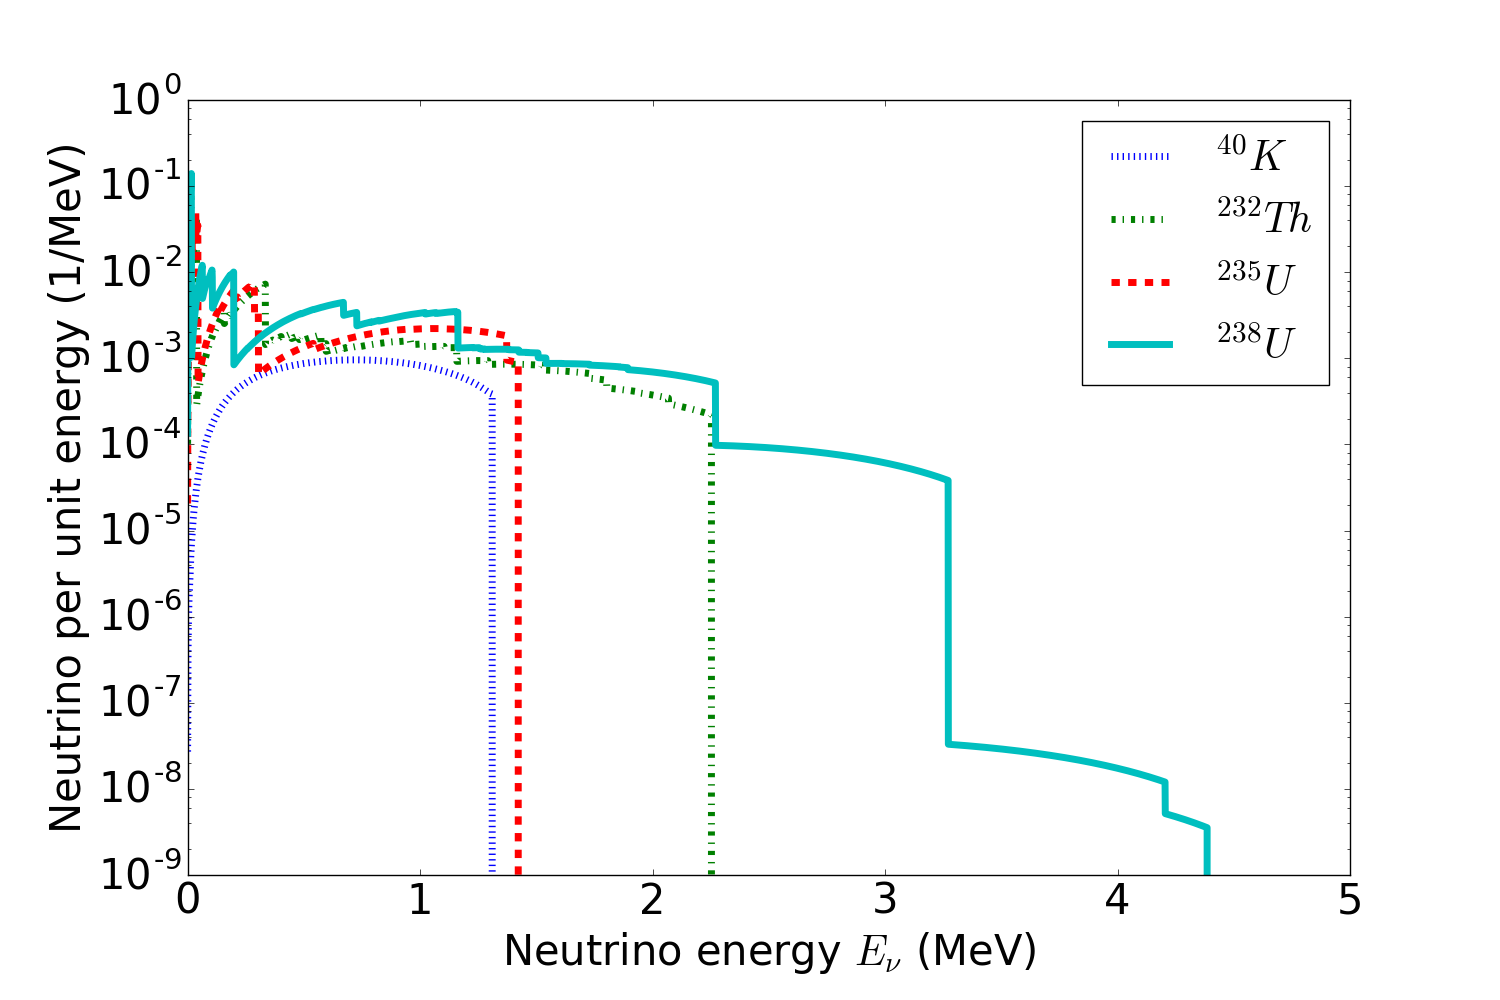 10^0
10^-1
10^-2
10^-3
10^-4
10^-5
10^-6
10^-7
10^-8
10^-9
Neutrino per unit energy (1/MeV)
^40K
^232Th
^235U
^238U
0 1 2 3 4 5
Neutrino energy E_ν (MeV)